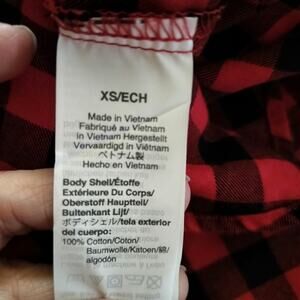 XS/ECH
Made in Vietnam
Fabriqué au Vietnam
in Vietnam Hergestellt
Vervaardigd in Viêtnam
ベトナム製
Hecho en Vietnam
Body Shell/Étoffe
Extérieure Du Corps/
Oberstoff Hauptteil/
Buitenkant Lijf/
ボディシェル/tela exterior
del cuerpo:
100% Cotton/Coton/
Baumwolle/Katoen/綿/
algodón